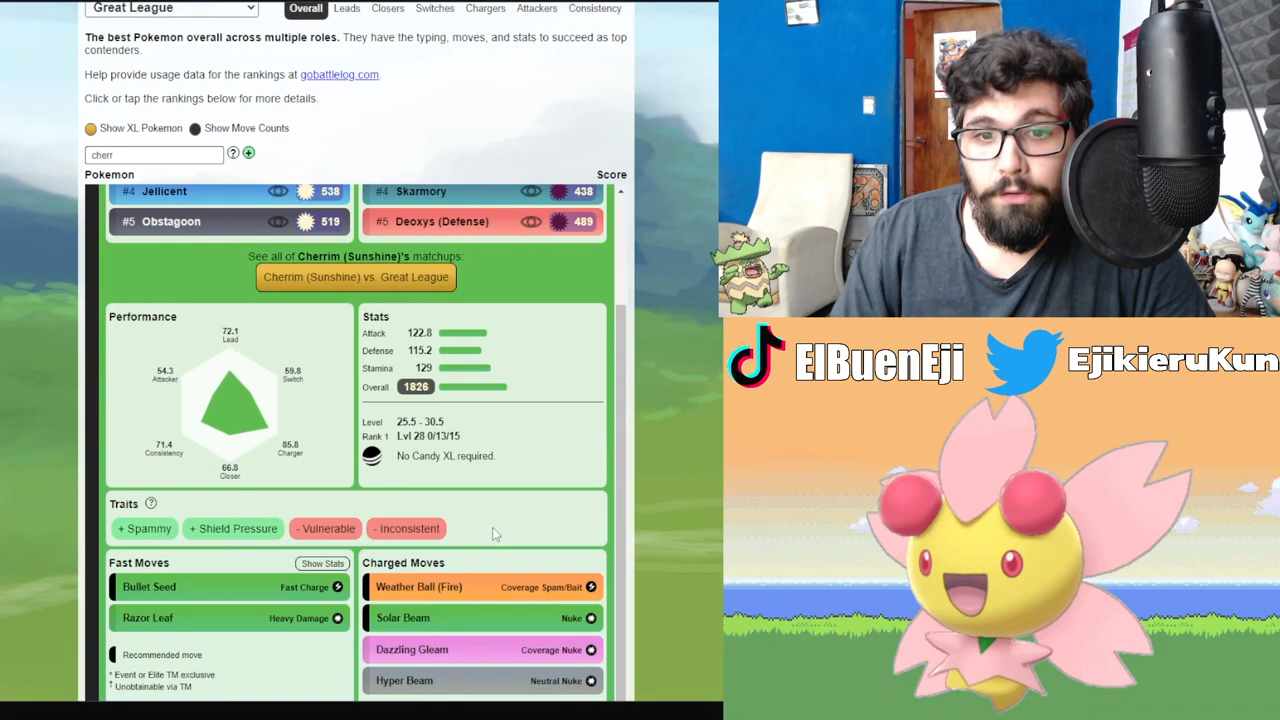 Great League
Overall Leads Closers Switches Chargers Attackers Consistency
The best Pokemon overall across multiple roles. They have the typing, moves, and stats to succeed as top
contenders.
Help provide usage data for the rankings at gobattlelog.com.
Click or tap the rankings below for more details.
Show XL Pokemon Show Move Counts
cherr ? +
Pokemon Score
#4 Jellicent 538 #4 Skarmory 438
#5 Obstagoon 519 #5 Deoxys (Defense) 489
See all of Cherrim (Sunshine)'s matchups:
Cherrim (Sunshine) vs. Great League
Performance
72.1
Lead
54.3
Attacker
59.8
Switch
71.4
Consistency
85.8
Charger
66.8
Closer
Stats
Attack 122.8
Defense 115.2
Stamina 129
Overall 1826
Level 25.5 - 30.5
Rank 1 Lvl 28 0/13/15
No Candy XL required.
Traits ?
+ Spammy + Shield Pressure - Vulnerable - Inconsistent
Fast Moves Show Stats
Bullet Seed Fast Charge
Razor Leaf Heavy Damage
Recommended move
* Event or Elite TM exclusive
† Unobtainable via TM
Charged Moves
Weather Ball (Fire) Coverage Spam/Bait
Solar Beam Nuke
Dazzling Gleam Coverage Nuke
Hyper Beam Neutral Nuke
ElBuenEji EjikieruKun